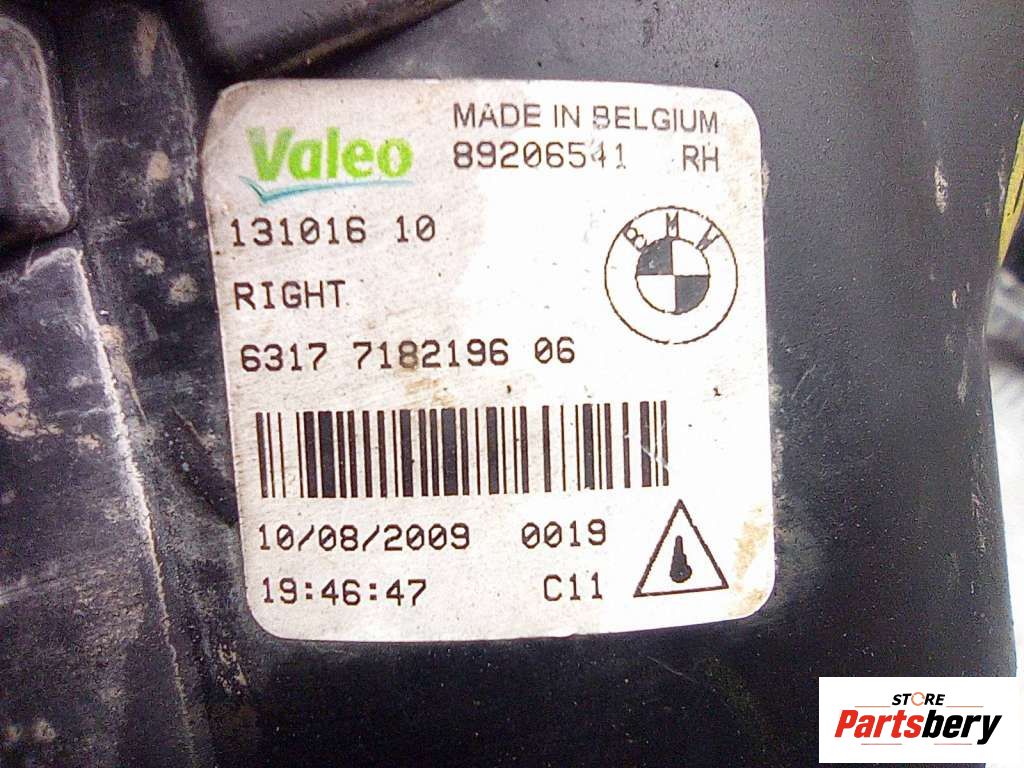 Valeo
MADE IN BELGIUM
89206541 RH
131016 10
BMW
RIGHT
6317 7182196 06
10/08/2009 0019
19:46:47 C11
STORE
Partsbery